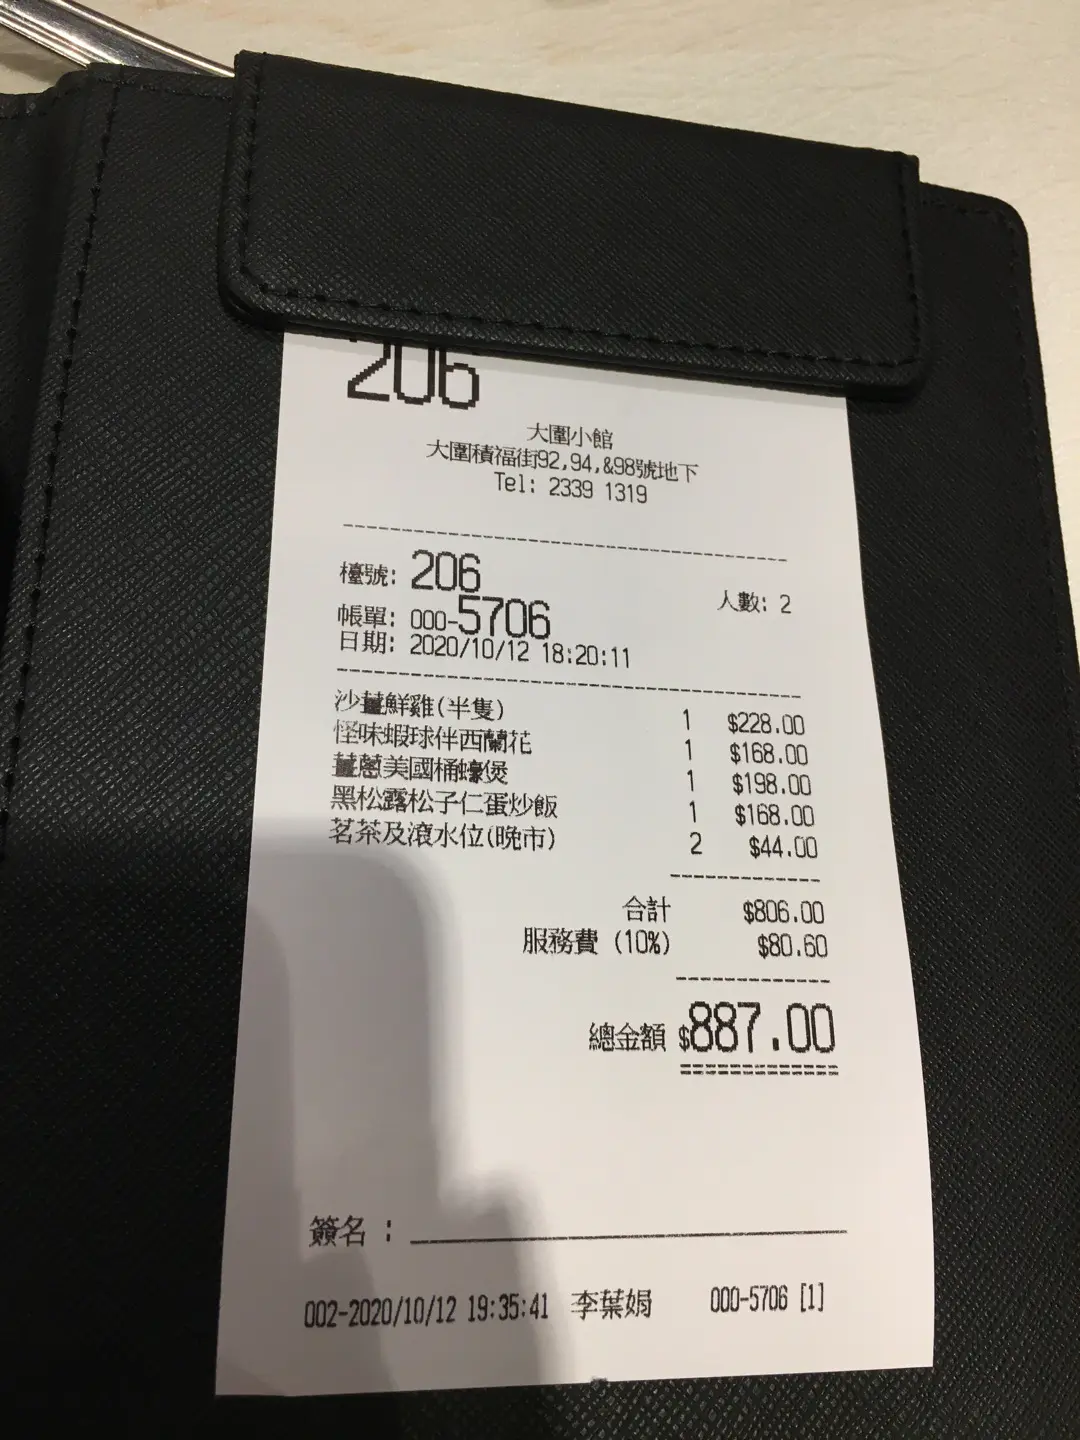 206
大圍小館
大圍積福街92,94,&98號地下
Tel: 2339 1319
檯號: 206 人數: 2
帳單: 000-5706
日期: 2020/10/12 18:20:11
沙薑鮮雞(半隻) 1 $228.00
怪味蝦球伴西蘭花 1 $168.00
薑蔥美國桶蠔煲 1 $198.00
黑松露松子仁蛋炒飯 1 $168.00
茗茶及滾水位(晚市) 2 $44.00
合計 $806.00
服務費 (10%) $80.60
總金額 $887.00
簽名 :
002-2020/10/12 19:35:41 李葉娟 000-5706 [1]